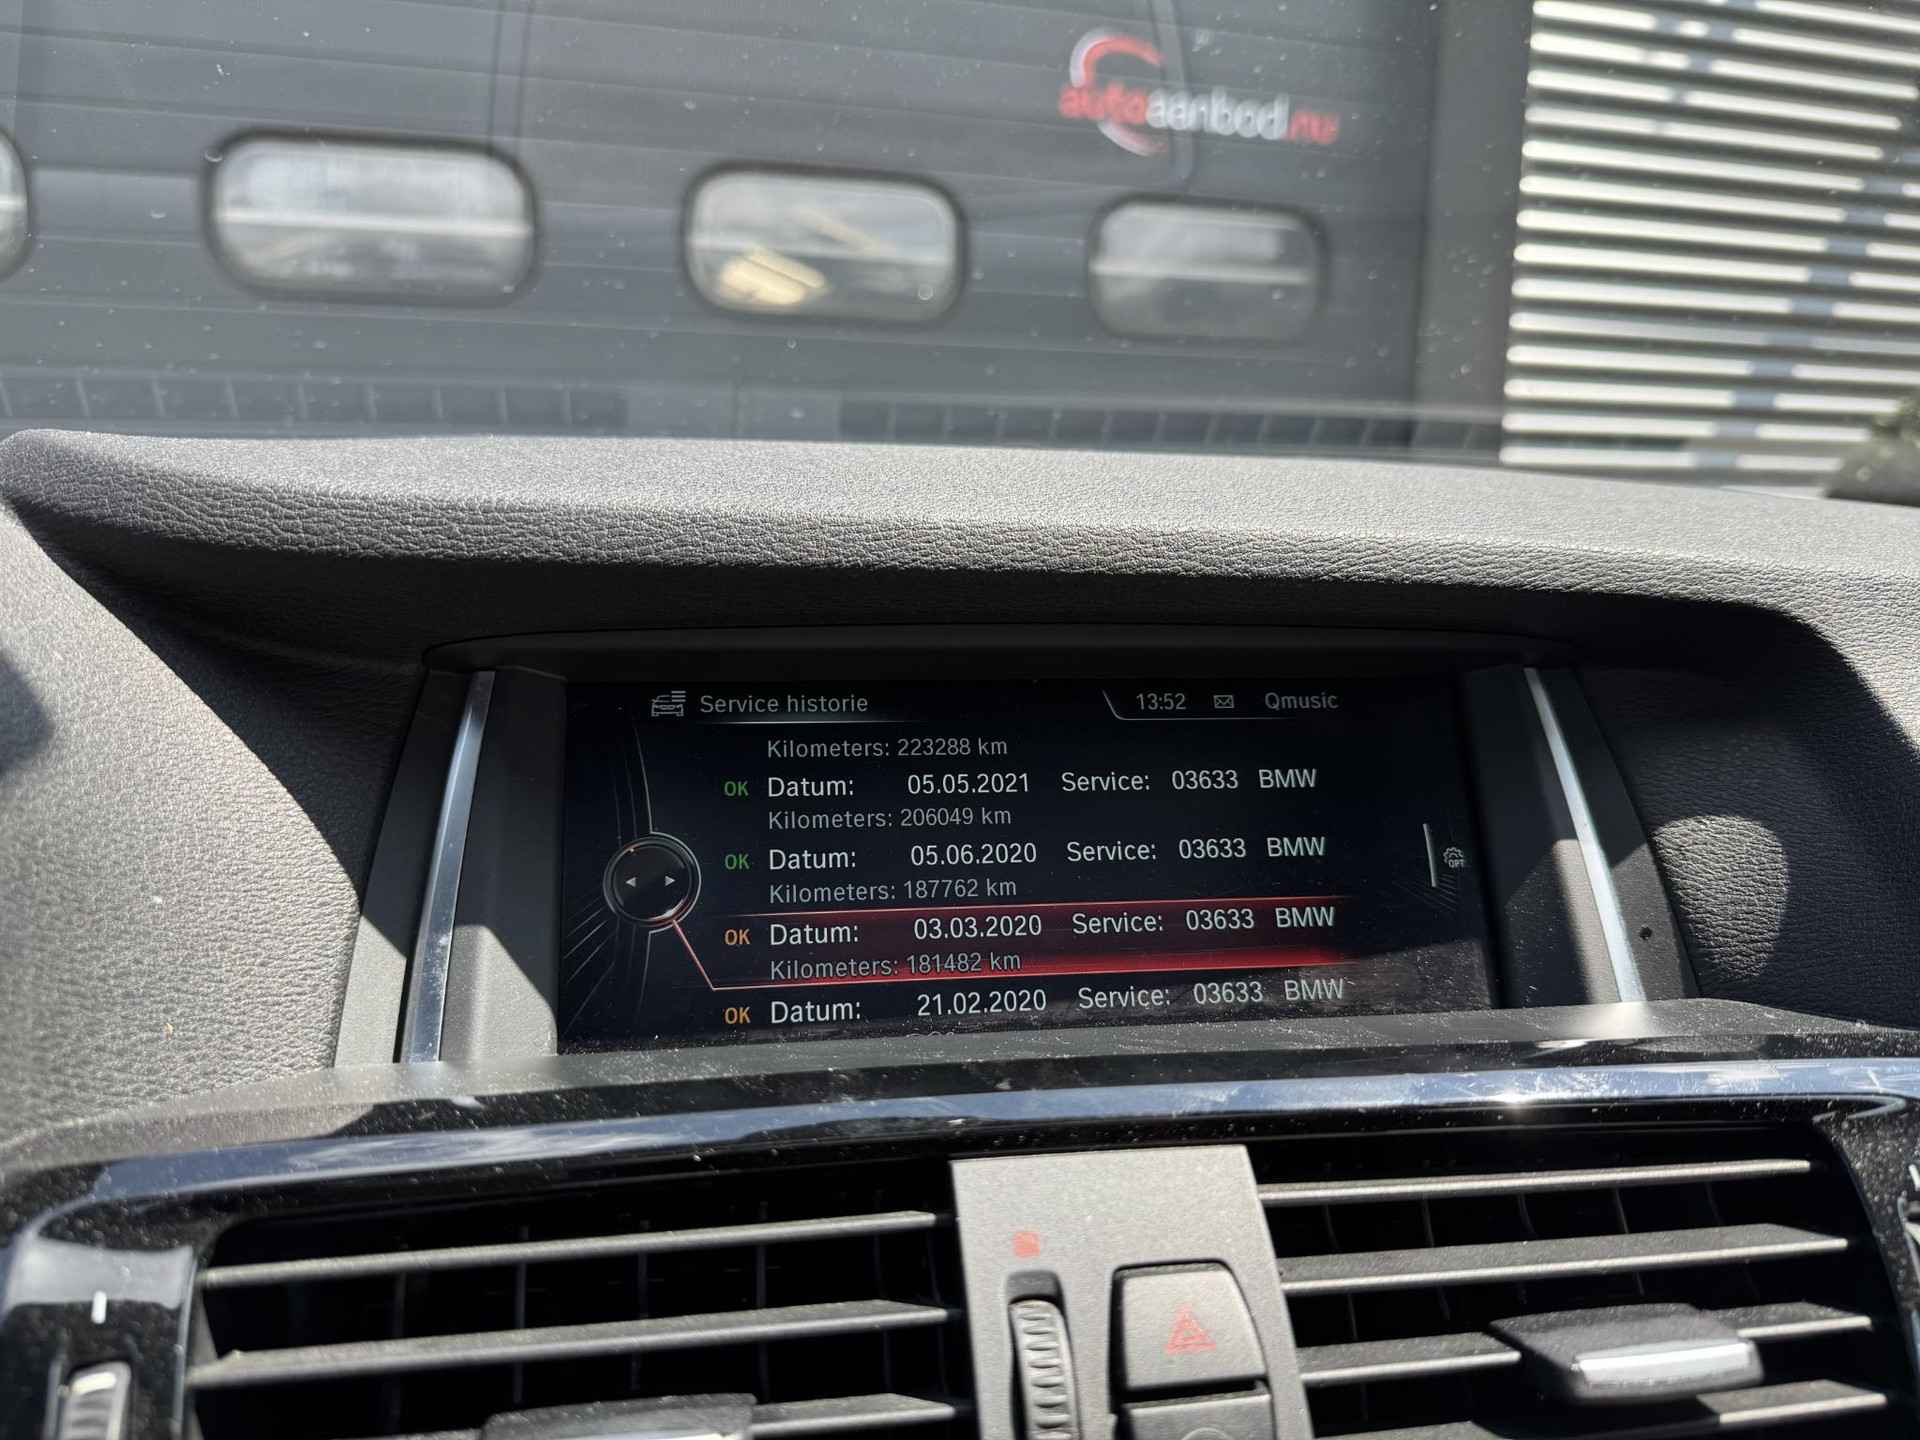 autoaanbod.nu
Service historie 13:52 Qmusic
Kilometers: 223288 km
OK Datum: 05.05.2021 Service: 03633 BMW
Kilometers: 206049 km
OK Datum: 05.06.2020 Service: 03633 BMW
Kilometers: 187762 km
OPT
OK Datum: 03.03.2020 Service: 03633 BMW
Kilometers: 181482 km
OK Datum: 21.02.2020 Service: 03633 BMW